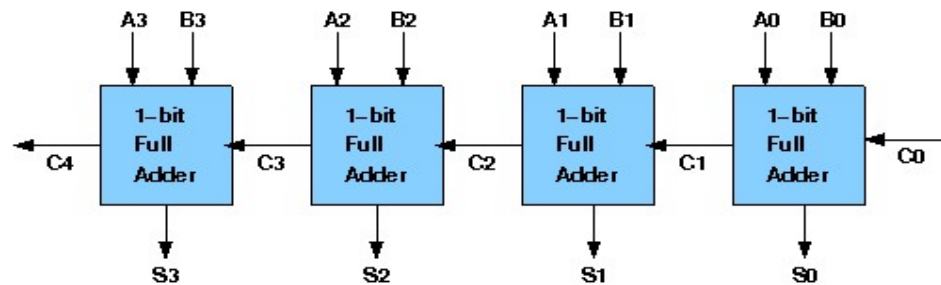 A3 B3 A2 B2 A1 B1 A0 B0
1-bit 1-bit 1-bit 1-bit
Full Full Full Full
C4 C3 C2 C1 C0
Adder Adder Adder Adder
S3 S2 S1 S0